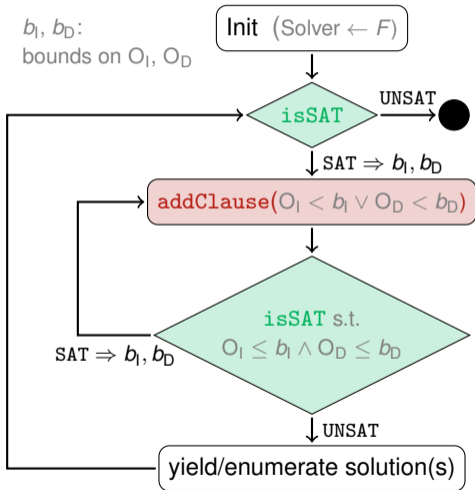 b_I, b_D:
bounds on O_I, O_D
Init (Solver ← F)
isSAT
UNSAT
SAT ⇒ b_I, b_D
addClause(O_I < b_I ∨ O_D < b_D)
isSAT s.t.
O_I ≤ b_I ∧ O_D ≤ b_D
SAT ⇒ b_I, b_D
UNSAT
yield/enumerate solution(s)